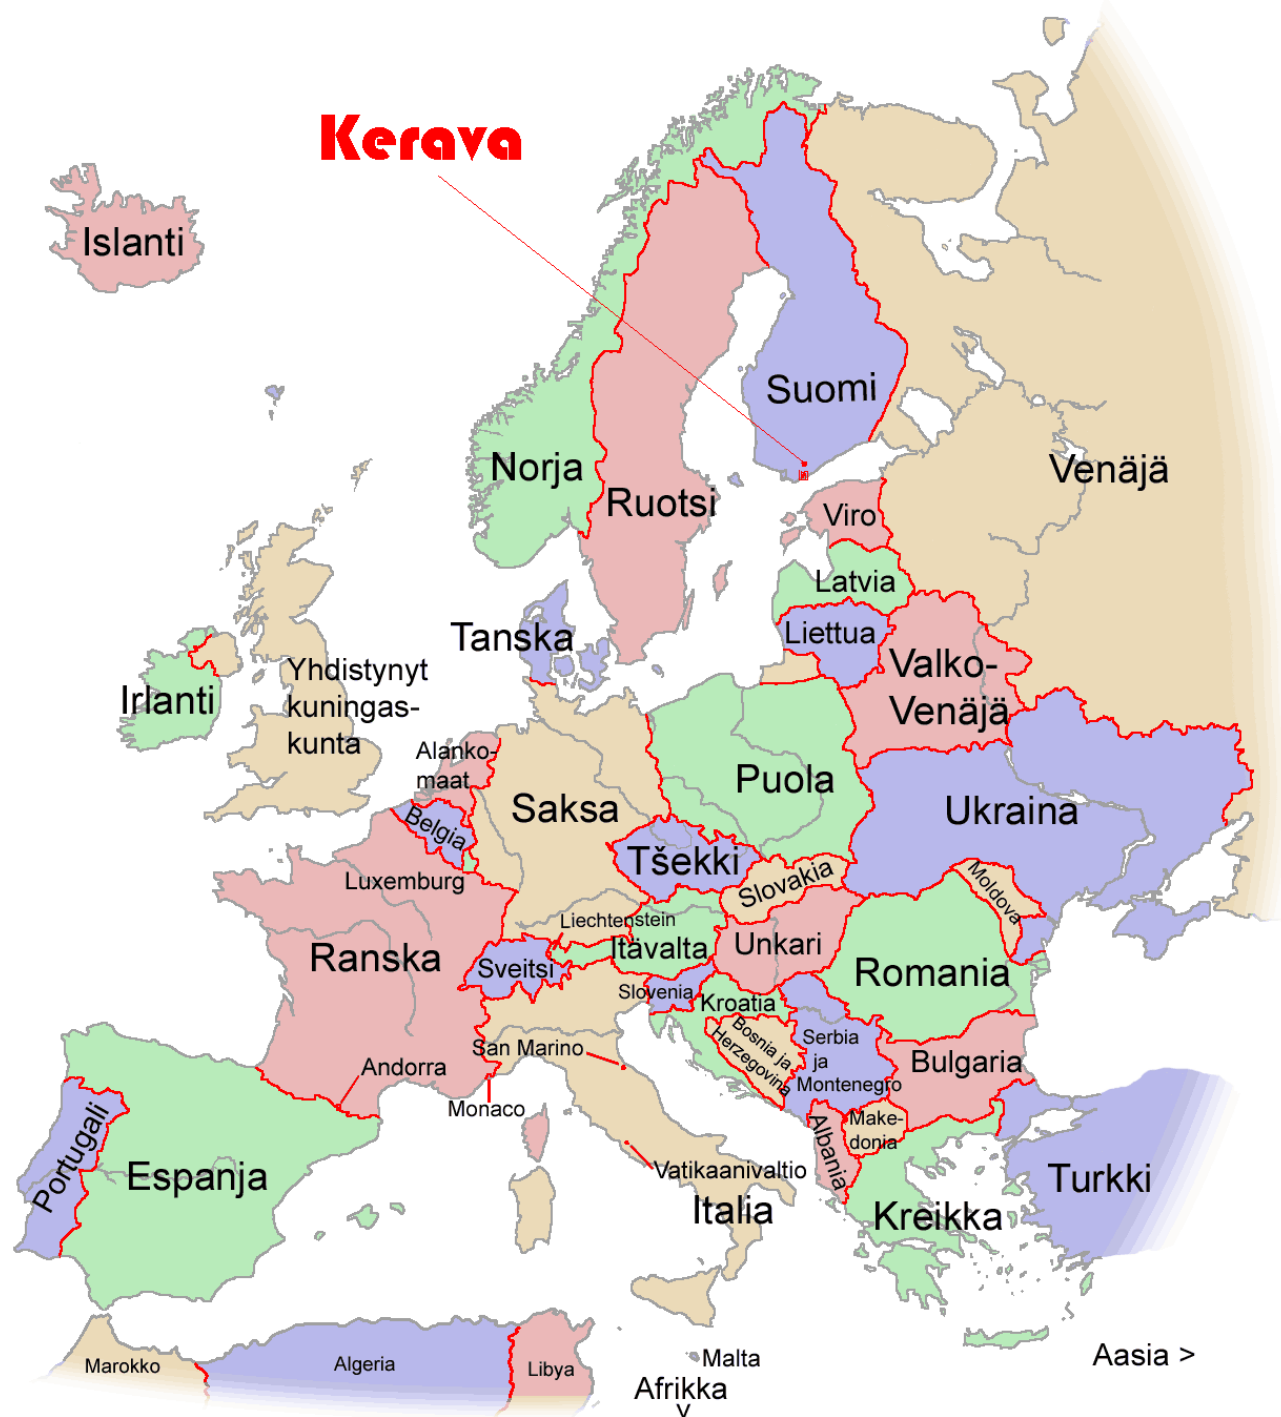 Kerava
Islanti
Suomi
Norja
Venäjä
Ruotsi
Viro
Latvia
Tanska
Liettua
Yhdistynyt
kuningas-
kunta
Irlanti
Valko-
Venäjä
Alanko-
maat
Puola
Saksa
Ukraina
Belgia
Tšekki
Luxemburg
Slovakia
Moldova
Liechtenstein
Itävalta
Unkari
Ranska
Sveitsi
Romania
Slovenia
Kroatia
San Marino
Bosnia ja
Herzegovina
Serbia
ja
Montenegro
Bulgaria
Andorra
Monaco
Make-
donia
Albania
Portugali
Espanja
Vatikaanivaltio
Italia
Turkki
Kreikka
Marokko
Algeria
Libya
Malta
Aasia >
Afrikka
V